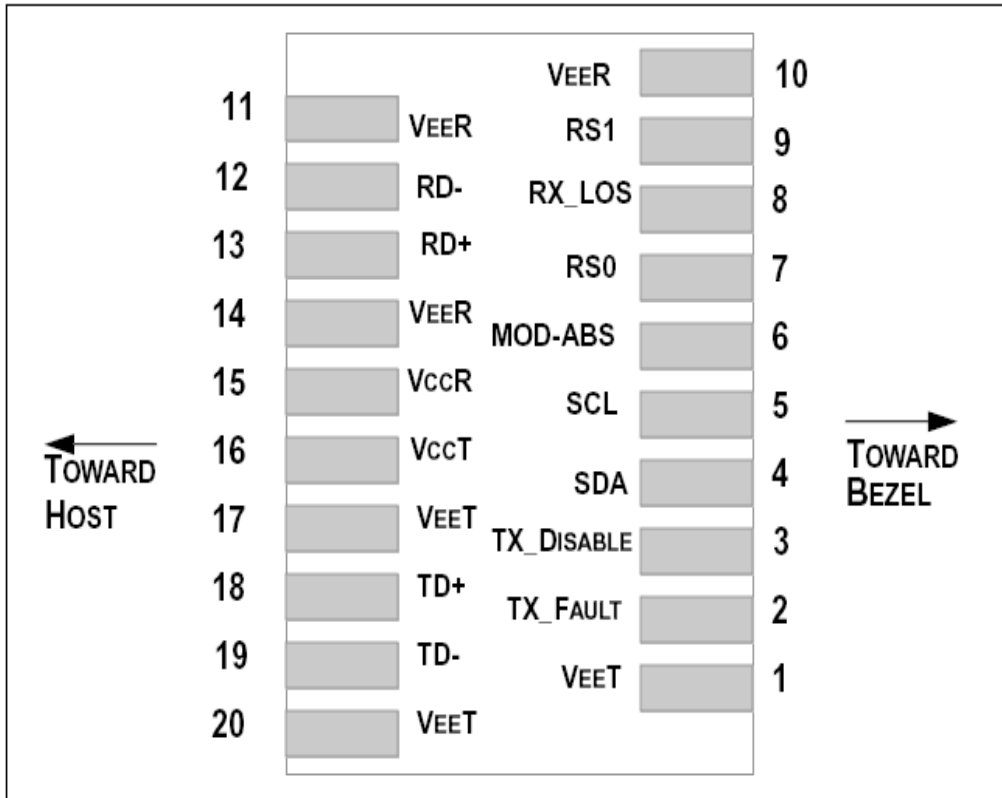 VEER 10
11 VEER
RS1 9
12 RD-
RX_LOS 8
13 RD+
RS0 7
14 VEER
MOD-ABS 6
15 VCCR
SCL 5
16 VCCT
SDA 4
17 VEET
TX_DISABLE 3
18 TD+
TX_FAULT 2
19 TD-
VEET 1
20 VEET
TOWARD
HOST
TOWARD
BEZEL